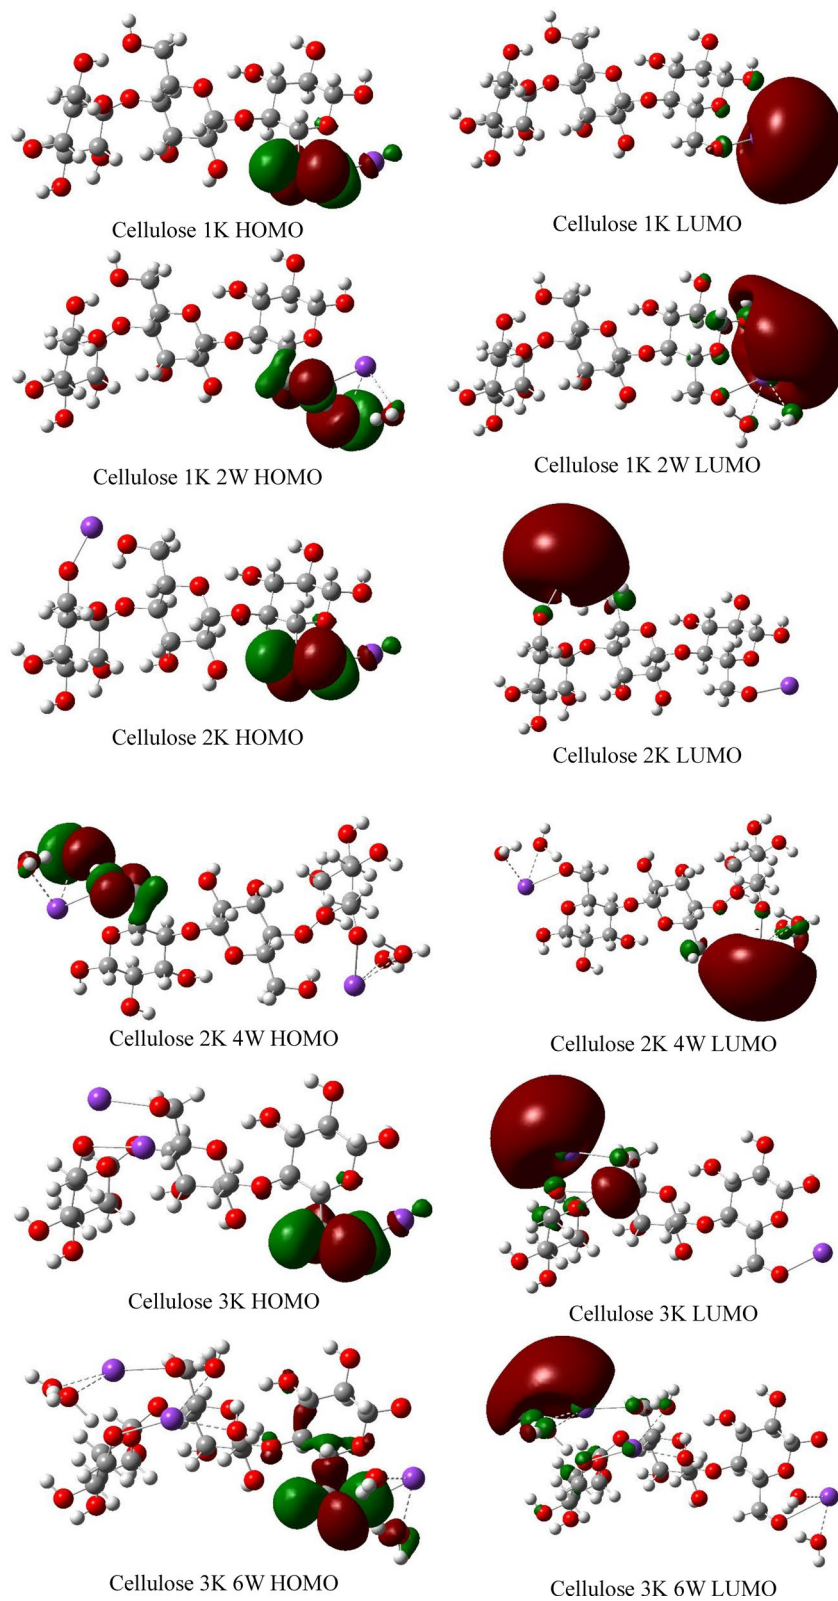 Cellulose 1K HOMO
Cellulose 1K LUMO
Cellulose 1K 2W HOMO
Cellulose 1K 2W LUMO
Cellulose 2K HOMO
Cellulose 2K LUMO
Cellulose 2K 4W HOMO
Cellulose 2K 4W LUMO
Cellulose 3K HOMO
Cellulose 3K LUMO
Cellulose 3K 6W HOMO
Cellulose 3K 6W LUMO